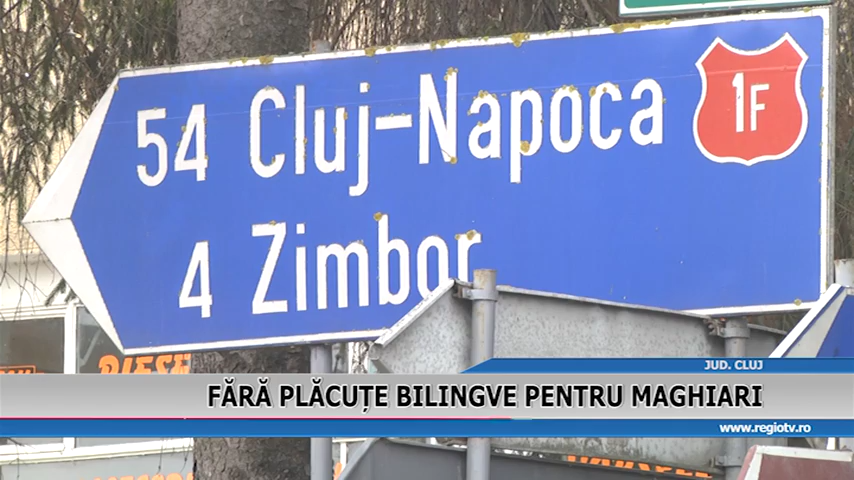 54 Cluj-Napoca
1F
4 Zimbor
JUD. CLUJ
FĂRĂ PLĂCUȚE BILINGVE PENTRU MAGHIARI
www.regiotv.ro